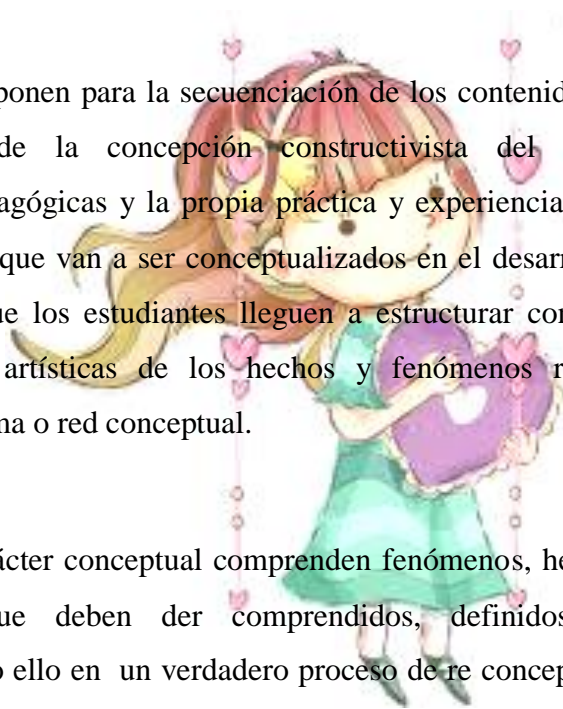 ponen para la secuenciación de los contenid
de la concepción constructivista del
agógicas y la propia práctica y experiencia
que van a ser conceptualizados en el desarr
ue los estudiantes lleguen a estructurar con
artísticas de los hechos y fenómenos r
ma o red conceptual.
ácter conceptual comprenden fenómenos, he
ue deben der comprendidos, definidos
o ello en un verdadero proceso de re concep